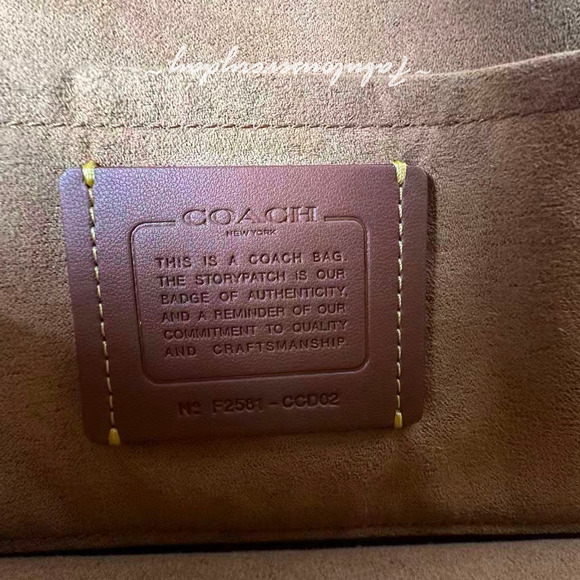 ~Fabulouseveryday~
COACH
NEW YORK
THIS IS A COACH BAG.
THE STORYPATCH IS OUR
BADGE OF AUTHENTICITY,
AND A REMINDER OF OUR
COMMITMENT TO QUALITY
AND CRAFTSMANSHIP.
Nº F2581-CCD02